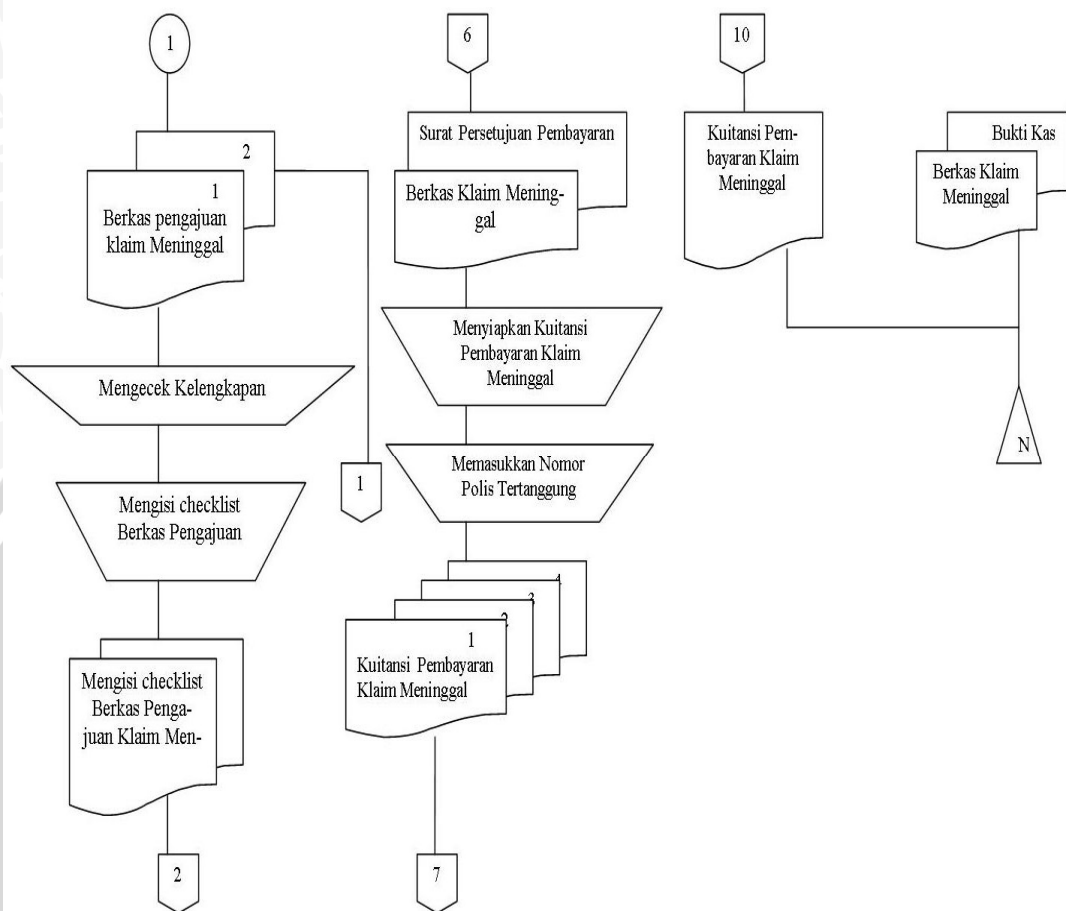 1
2
1
Berkas pengajuan
klaim Meninggal
Mengecek Kelengkapan
Mengisi checklist
Berkas Pengajuan
1
Mengisi checklist
Berkas Penga-
juan Klaim Men-
2
6
Surat Persetujuan Pembayaran
Berkas Klaim Mening-
gal
Menyiapkan Kuitansi
Pembayaran Klaim
Meninggal
Memasukkan Nomor
Polis Tertanggung
4
3
2
1
Kuitansi Pembayaran
Klaim Meninggal
7
10
Kuitansi Pem-
bayaran Klaim
Meninggal
Bukti Kas
Berkas Klaim
Meninggal
N